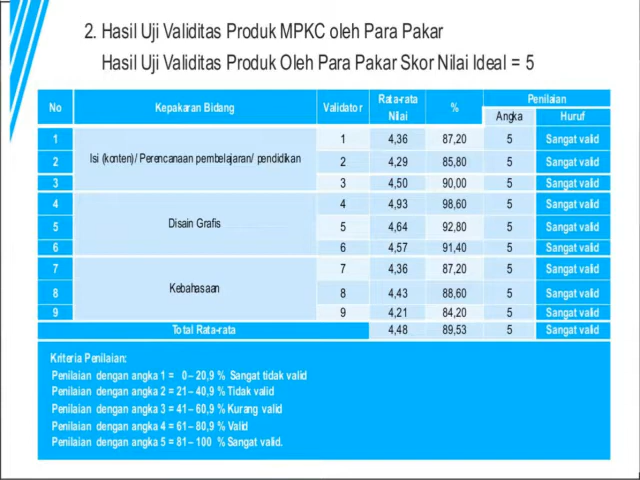 2. Hasil Uji Validitas Produk MPKC oleh Para Pakar
Hasil Uji Validitas Produk Oleh Para Pakar Skor Nilai Ideal = 5
No Kepakaran Bidang Validator Rata-rata Nilai % Penilaian
Angka Huruf
1 Isi (konten)/ Perencanaan pembelajaran/ pendidikan 1 4,36 87,20 5 Sangat valid
2 2 4,29 85,80 5 Sangat valid
3 3 4,50 90,00 5 Sangat valid
4 Disain Grafis 4 4,93 98,60 5 Sangat valid
5 5 4,64 92,80 5 Sangat valid
6 6 4,57 91,40 5 Sangat valid
7 Kebahasaan 7 4,36 87,20 5 Sangat valid
8 8 4,43 88,60 5 Sangat valid
9 9 4,21 84,20 5 Sangat valid
Total Rata-rata 4,48 89,53 5 Sangat valid
Kriteria Penilaian:
Penilaian dengan angka 1 = 0 – 20,9 % Sangat tidak valid
Penilaian dengan angka 2 = 21 – 40,9 % Tidak valid
Penilaian dengan angka 3 = 41 – 60,9 % Kurang valid
Penilaian dengan angka 4 = 61 – 80,9 % Valid
Penilaian dengan angka 5 = 81 – 100 % Sangat valid.